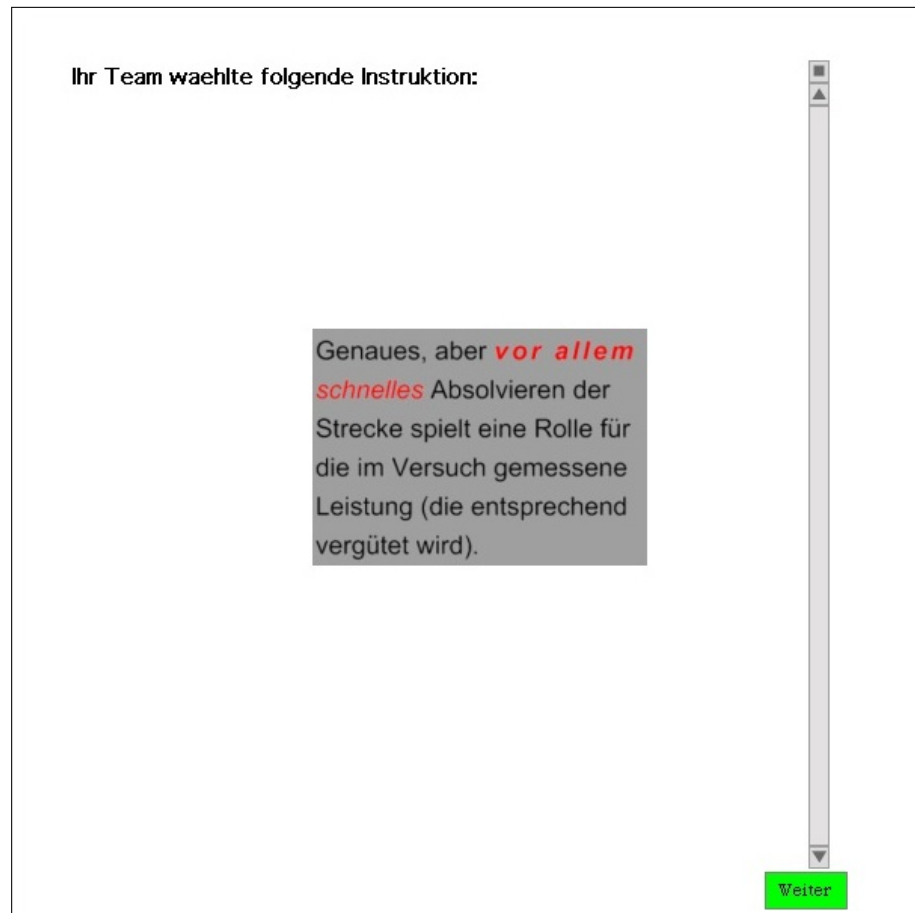 Ihr Team waehlte folgende Instruktion:
Genaues, aber vor allem
schnelles Absolvieren der
Strecke spielt eine Rolle für
die im Versuch gemessene
Leistung (die entsprechend
vergütet wird).
Weiter